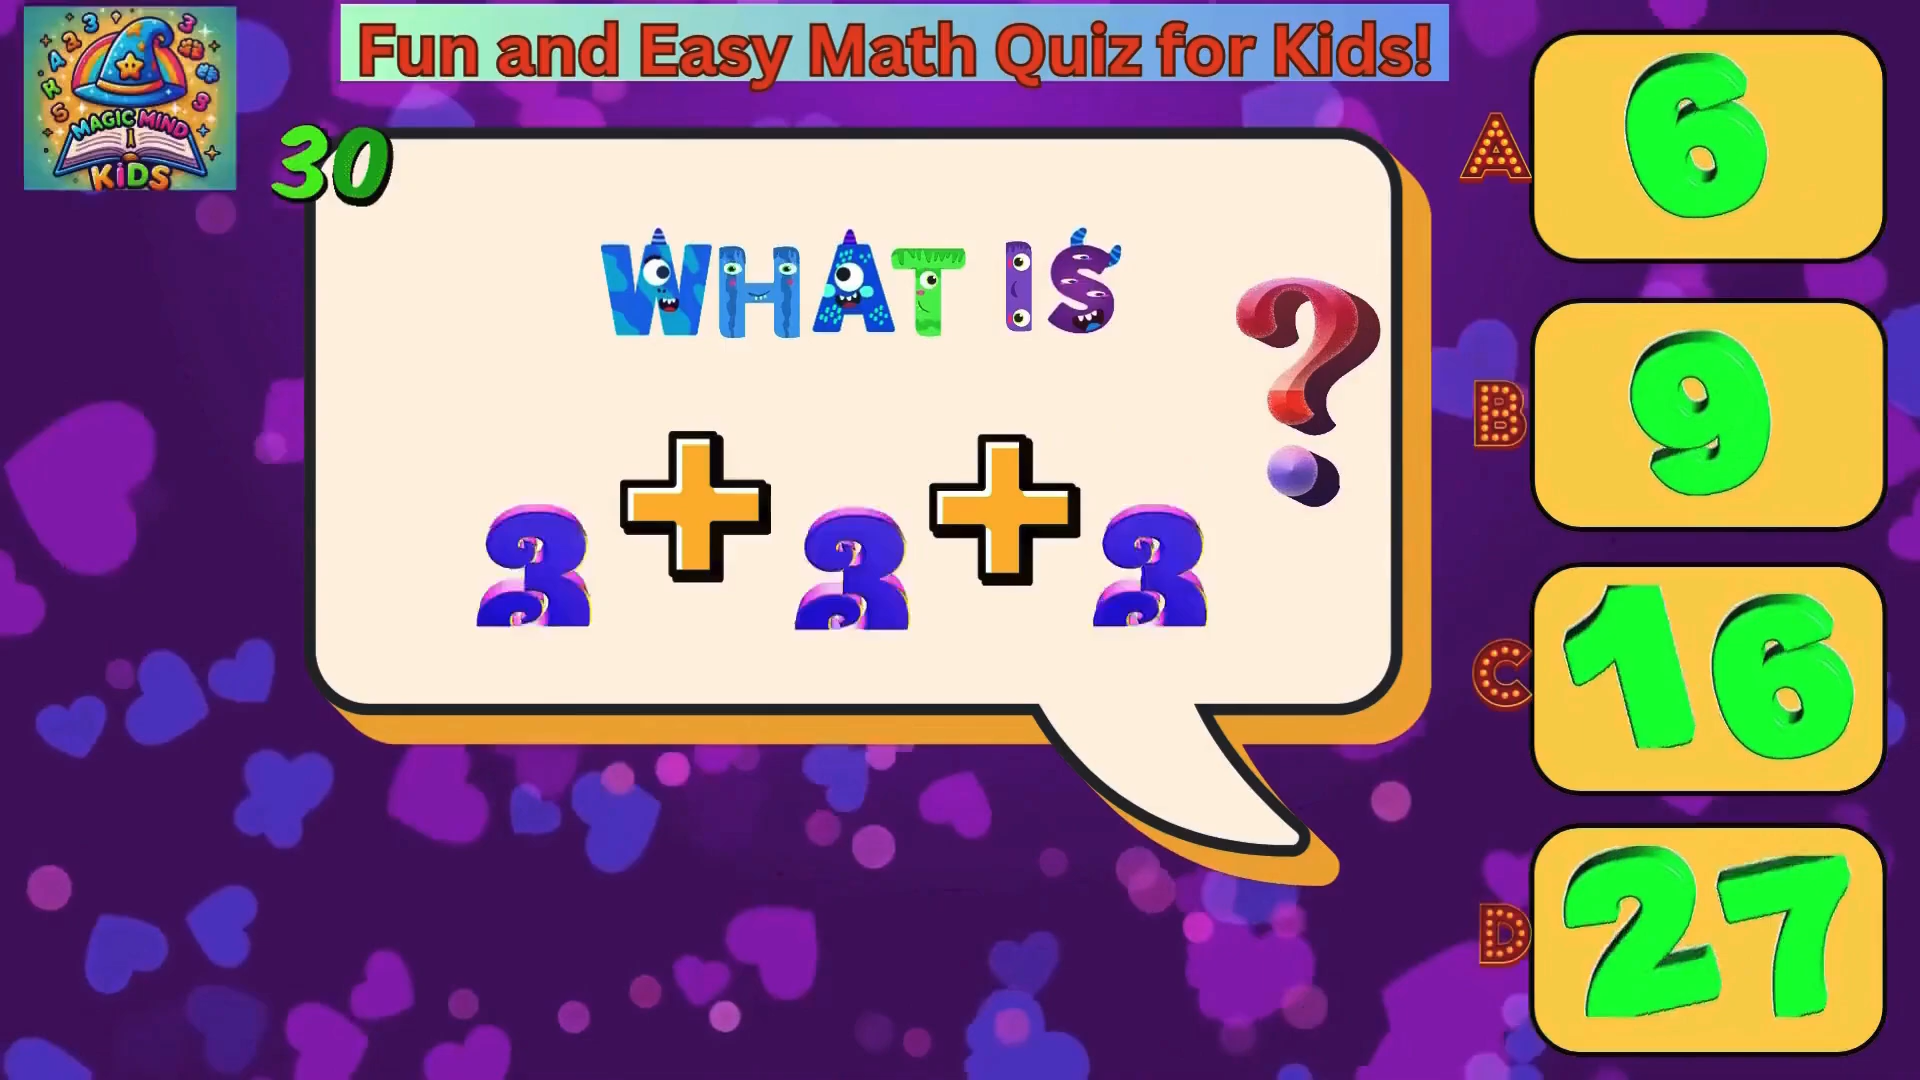 Fun and Easy Math Quiz for Kids!
MAGIC MIND
KiDS
30
WHAT IS
?
3 + 3 + 3
A 6
B 9
C 16
D 27